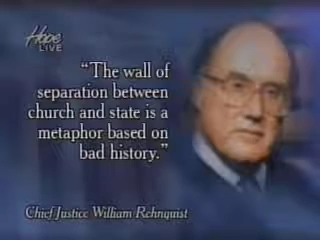 Hope
LIVE
“The wall of
separation between
church and state is a
metaphor based on
bad history.”
Chief Justice William Rehnquist